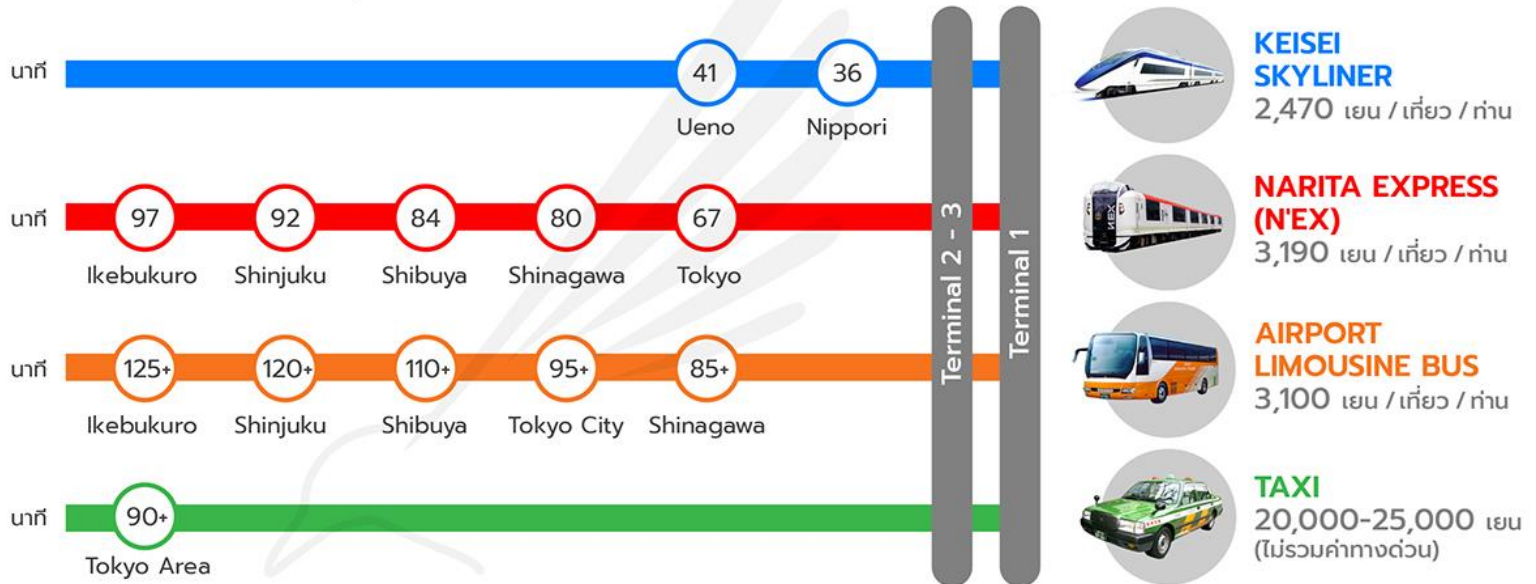 นาที
41
36
Ueno
Nippori
KEISEI
SKYLINER
2,470 เยน / เที่ยว / ท่าน
นาที
97
92
84
80
67
Ikebukuro
Shinjuku
Shibuya
Shinagawa
Tokyo
NARITA EXPRESS
(N'EX)
3,190 เยน / เที่ยว / ท่าน
Terminal 2 - 3
Terminal 1
นาที
125+
120+
110+
95+
85+
Ikebukuro
Shinjuku
Shibuya
Tokyo City
Shinagawa
AIRPORT
LIMOUSINE BUS
3,100 เยน / เที่ยว / ท่าน
นาที
90+
Tokyo Area
TAXI
20,000-25,000 เยน
(ไม่รวมค่าทางด่วน)